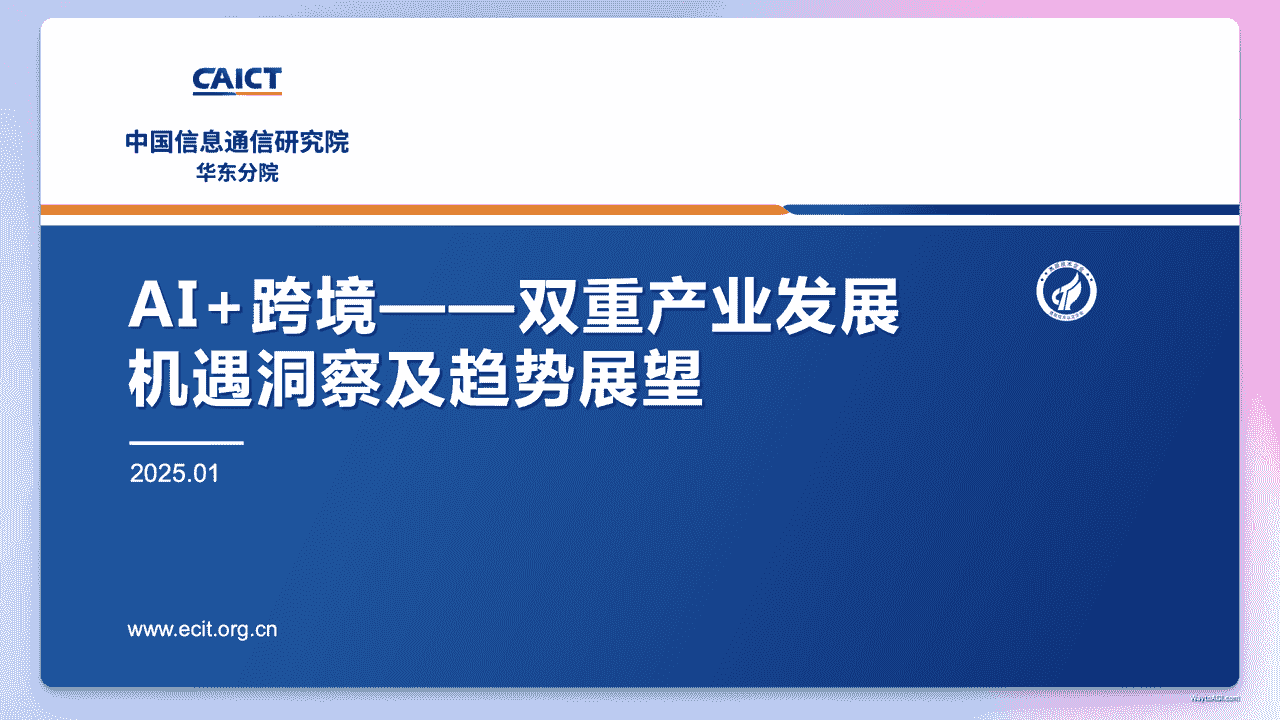 CAICT
中国信息通信研究院
华东分院
AI+跨境——双重产业发展
机遇洞察及趋势展望
2025.01
www.ecit.org.cn
WaytoAGI.com